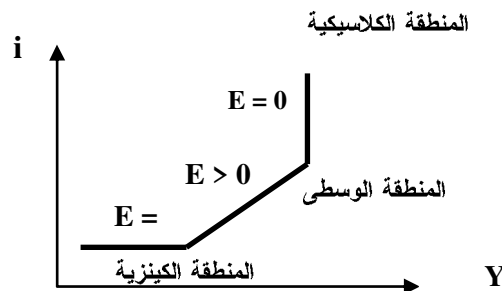 المنطقة الكلاسيكية
i
E = 0
E > 0
المنطقة الوسطى
E =
المنطقة الكينزية
Y